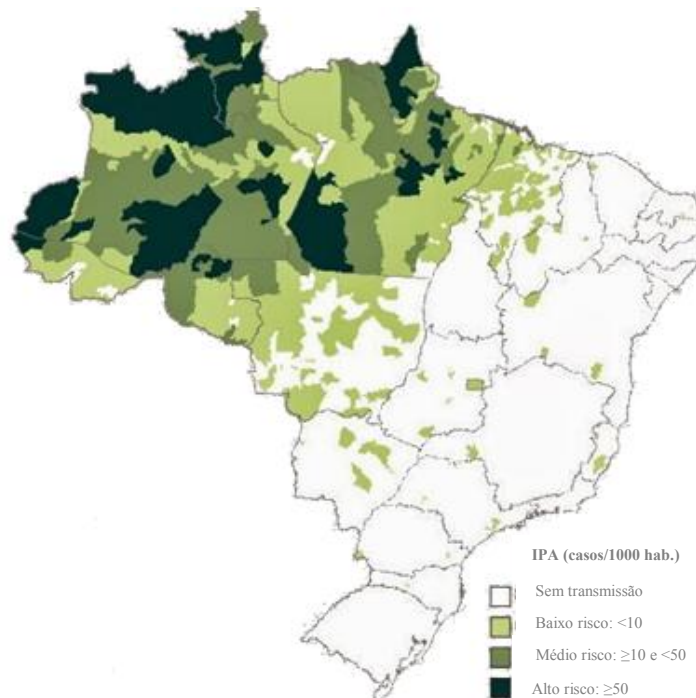 IPA (casos/1000 hab.)
Sem transmissão
Baixo risco: <10
Médio risco: ≥10 e <50
Alto risco: ≥50